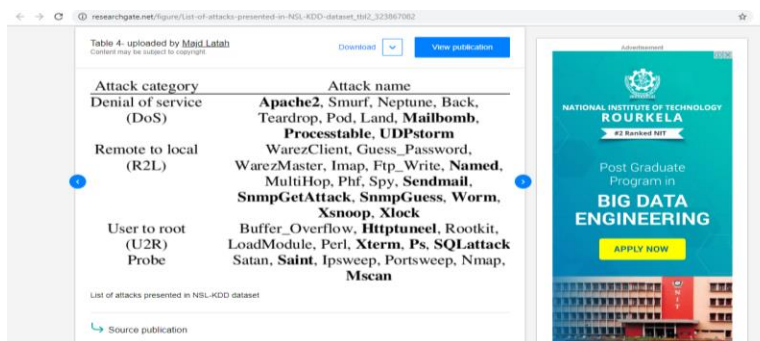 researchgate.net/figure/List-of-attacks-presented-in-NSL-KDD-dataset_tbl2_323867082
Table 4- uploaded by Majd Latah
Content may be subject to copyright
Download
View publication
Attack category Attack name
Denial of service Apache2, Smurf, Neptune, Back,
(DoS) Teardrop, Pod, Land, Mailbomb,
Processtable, UDPstorm
Remote to local WarezClient, Guess_Password,
(R2L) WarezMaster, Imap, Ftp_Write, Named,
MultiHop, Phf, Spy, Sendmail,
SnmpGetAttack, SnmpGuess, Worm,
Xsnoop, Xlock
User to root Buffer_Overflow, Httptuneel, Rootkit,
(U2R) LoadModule, Perl, Xterm, Ps, SQLattack
Probe Satan, Saint, Ipsweep, Portsweep, Nmap,
Mscan
List of attacks presented in NSL-KDD dataset
Source publication
Advertisement
NATIONAL INSTITUTE OF TECHNOLOGY
ROURKELA
#2 Ranked NIT
Post Graduate
Program in
BIG DATA
ENGINEERING
APPLY NOW
N
I
T